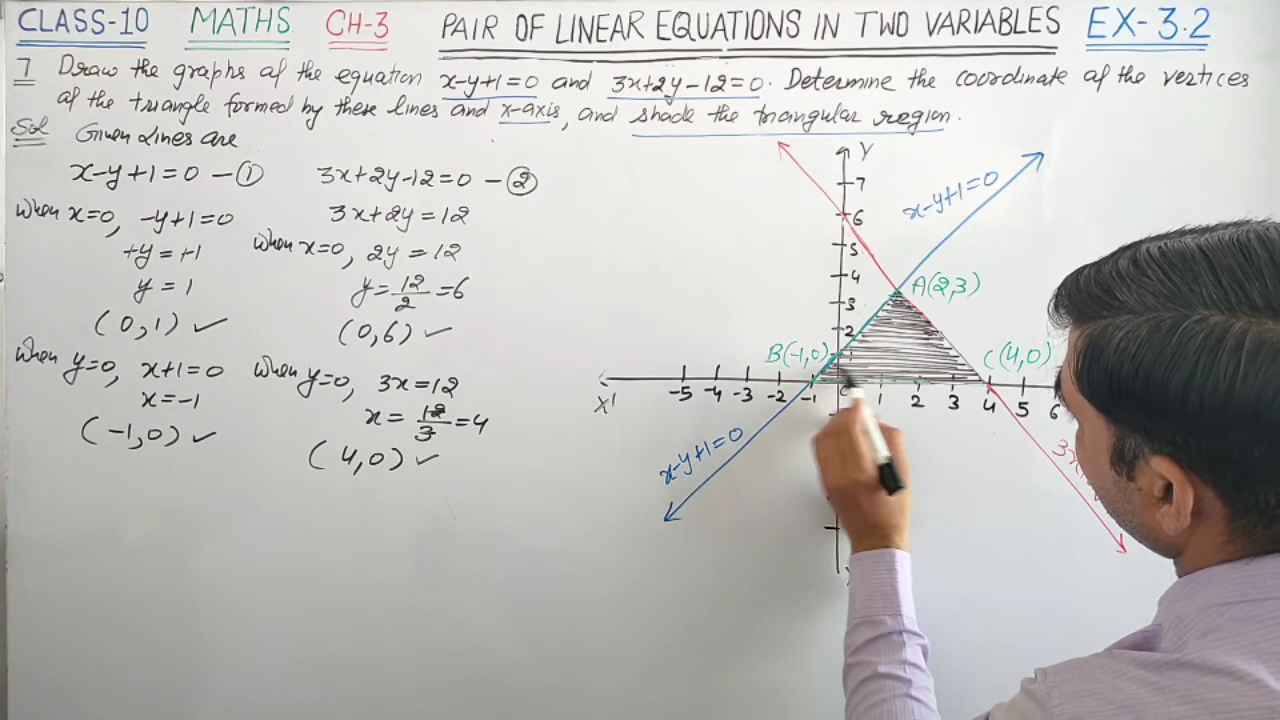 CLASS-10 MATHS CH-3 PAIR OF LINEAR EQUATIONS IN TWO VARIABLES EX-3.2
7 Draw the graphs of the equation x-y+1=0 and 3x+2y-12=0. Determine the coordinate of the vertices
of the triangle formed by these lines and x-axis, and shade the triangular region.
Sol Given Lines are
x-y+1=0 - ①
when x=0, -y+1=0
+y=+1
y=1
(0,1) ✓
when y=0, x+1=0
x=-1
(-1,0) ✓
3x+2y-12=0 - ②
3x+2y=12
when x=0, 2y=12
y=12/2=6
(0,6) ✓
when y=0, 3x=12
x=12/3=4
(4,0) ✓
Y
7
6
5
4
3
2
x-y+1=0
A(2,3)
B(-1,0)
C(4,0)
X'
-5 -4 -3 -2 -1 1 2 3 4 5 6
x-y+1=0